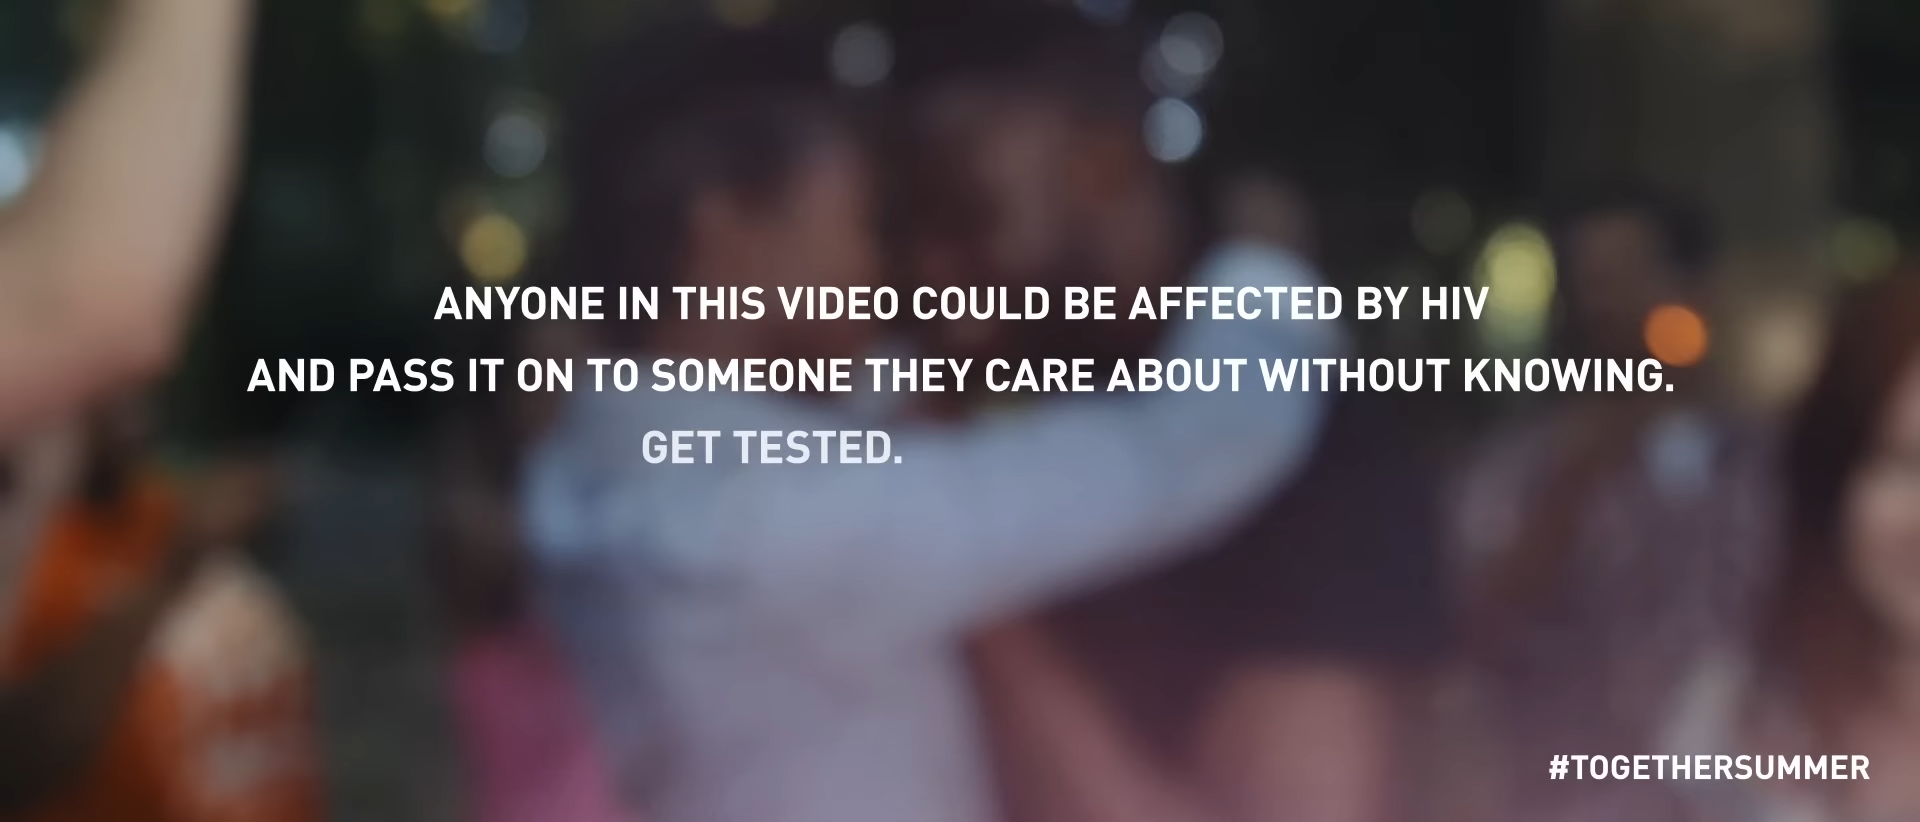 ANYONE IN THIS VIDEO COULD BE AFFECTED BY HIV
AND PASS IT ON TO SOMEONE THEY CARE ABOUT WITHOUT KNOWING.
GET TESTED.
#TOGETHERSUMMER